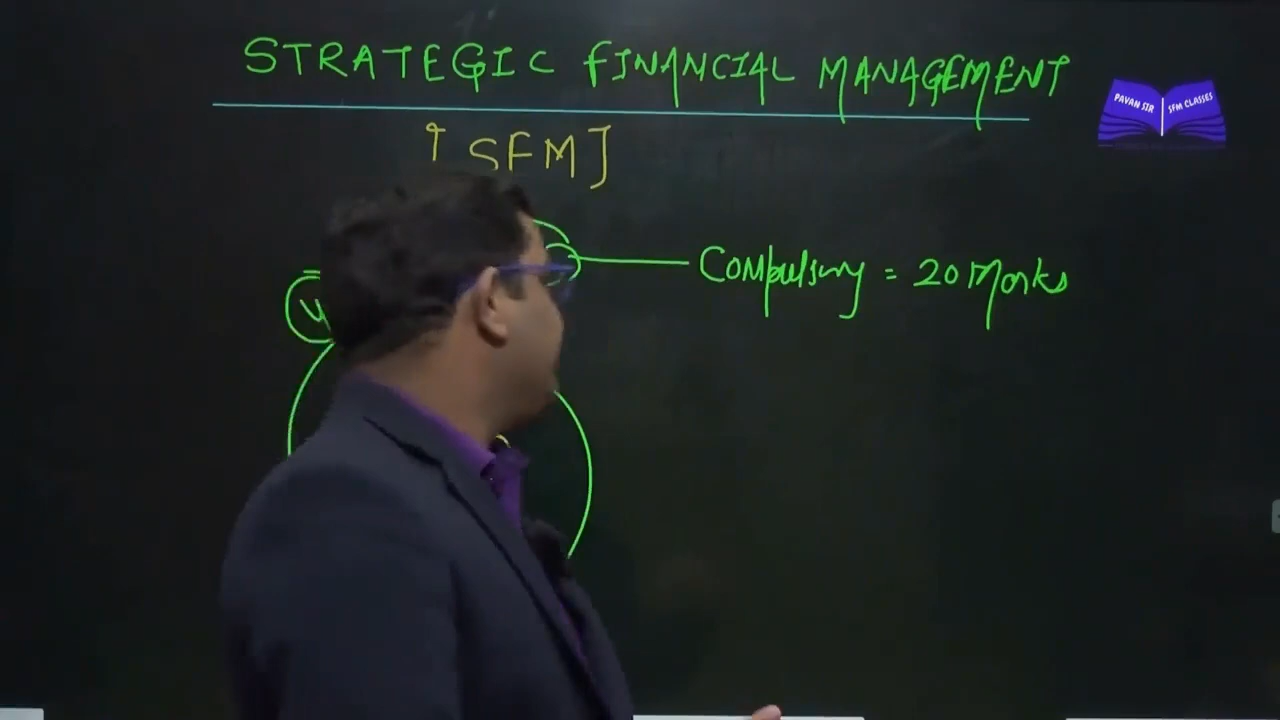 STRATEGIC FINANCIAL MANAGEMENT
PAVAN SIR SFM CLASSES
[SFM]
Compulsory = 20 Marks